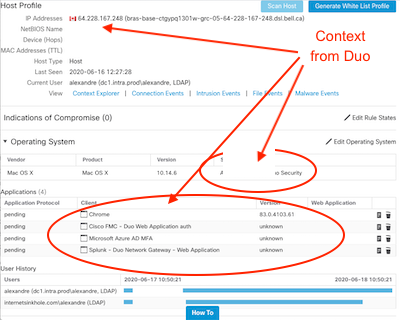 Host Profile
Scan Host
Generate White List Profile
IP Addresses
64.228.167.248 (bras-base-ctgypq1301w-grc-05-64-228-167-248.dsl.bell.ca)
NetBIOS Name
Device (Hops)
MAC Addresses (TTL)
Host Type
Host
Last Seen
2020-06-16 12:27:28
Current User
alexandre (dc1.intra.prod\alexandre, LDAP)
View
Context Explorer | Connection Events | Intrusion Events | File Events | Malware Events
Context
from Duo
Indications of Compromise (0)
Edit Rule States
Operating System
Edit Operating System
Vendor Product Version
Mac OS X Mac OS X 10.14.6 Security
Applications (4)
Application Protocol Client Version Web Application
pending Chrome 83.0.4103.61
pending Cisco FMC - Duo Web Application auth unknown
pending Microsoft Azure AD MFA unknown
pending Splunk - Duo Network Gateway - Web Application unknown
User History
Users 2020-06-17 10:50:21 2020-06-18 10:50:21
alexandre (dc1.intra.prod\alexandre, LDAP)
internetsinkhole.com\alexandre (LDAP)
How To